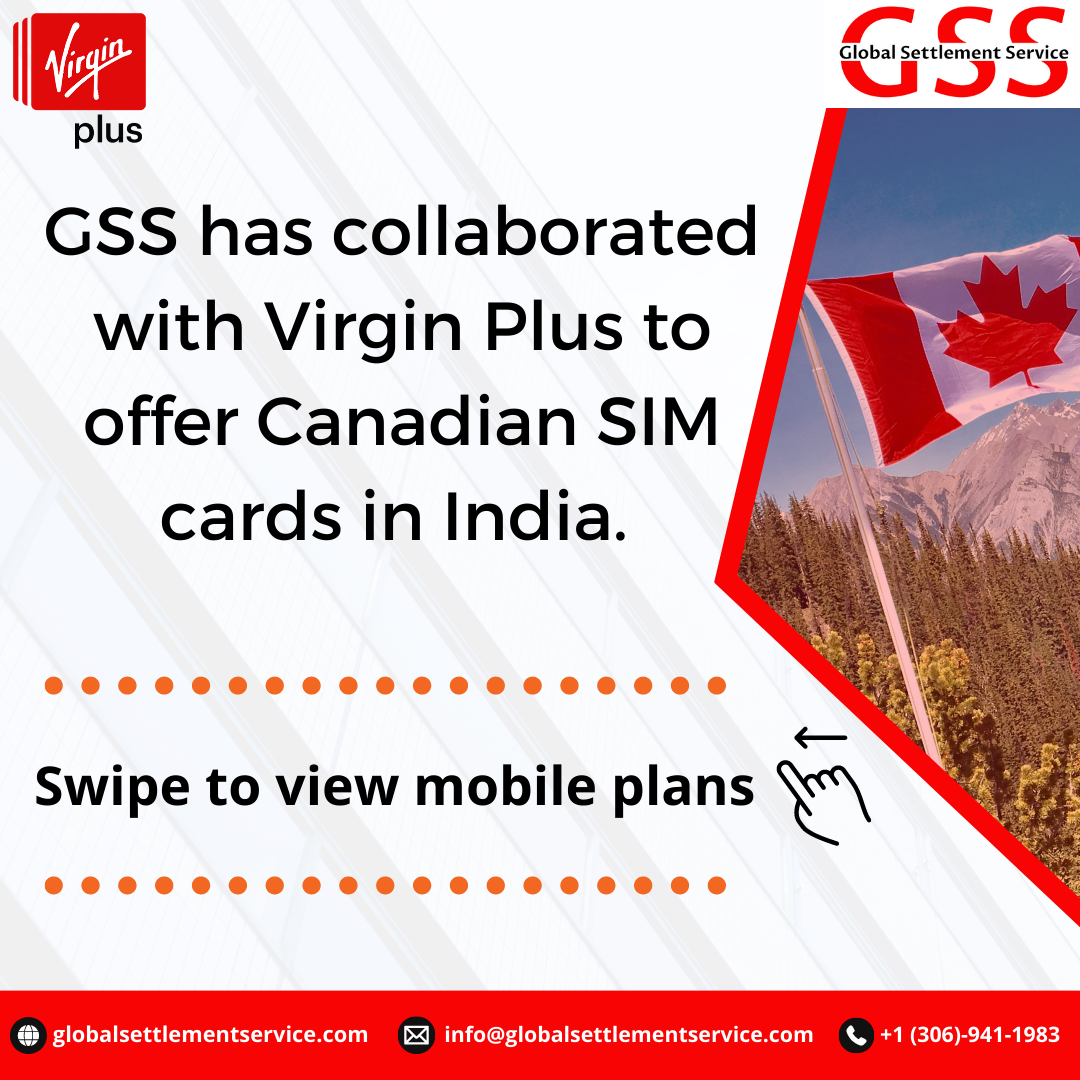 Virgin
plus
GSS
Global Settlement Service
GSS has collaborated
with Virgin Plus to
offer Canadian SIM
cards in India.
Swipe to view mobile plans
globalsettlementservice.com
info@globalsettlementservice.com
+1 (306)-941-1983